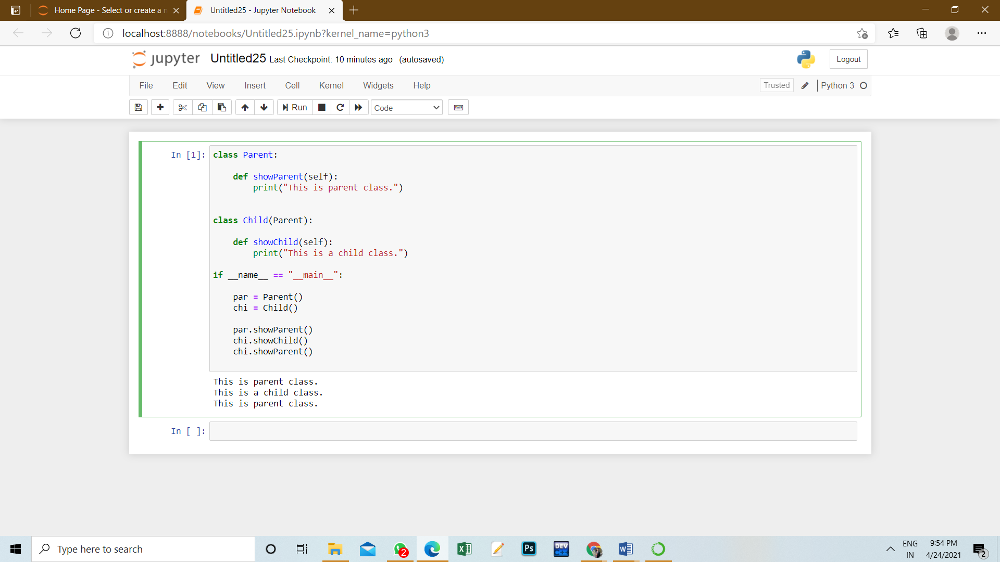 Home Page - Select or create a n
Untitled25 - Jupyter Notebook
localhost:8888/notebooks/Untitled25.ipynb?kernel_name=python3
jupyter Untitled25 Last Checkpoint: 10 minutes ago (autosaved)
Logout
File Edit View Insert Cell Kernel Widgets Help
Trusted Python 3
Run Code
In [1]: class Parent:
def showParent(self):
print("This is parent class.")
class Child(Parent):
def showChild(self):
print("This is a child class.")
if __name__ == "__main__":
par = Parent()
chi = Child()
par.showParent()
chi.showChild()
chi.showParent()
This is parent class.
This is a child class.
This is parent class.
In [ ]:
Type here to search
2
Ps
DEV
C++
ENG
IN
9:54 PM
4/24/2021
2